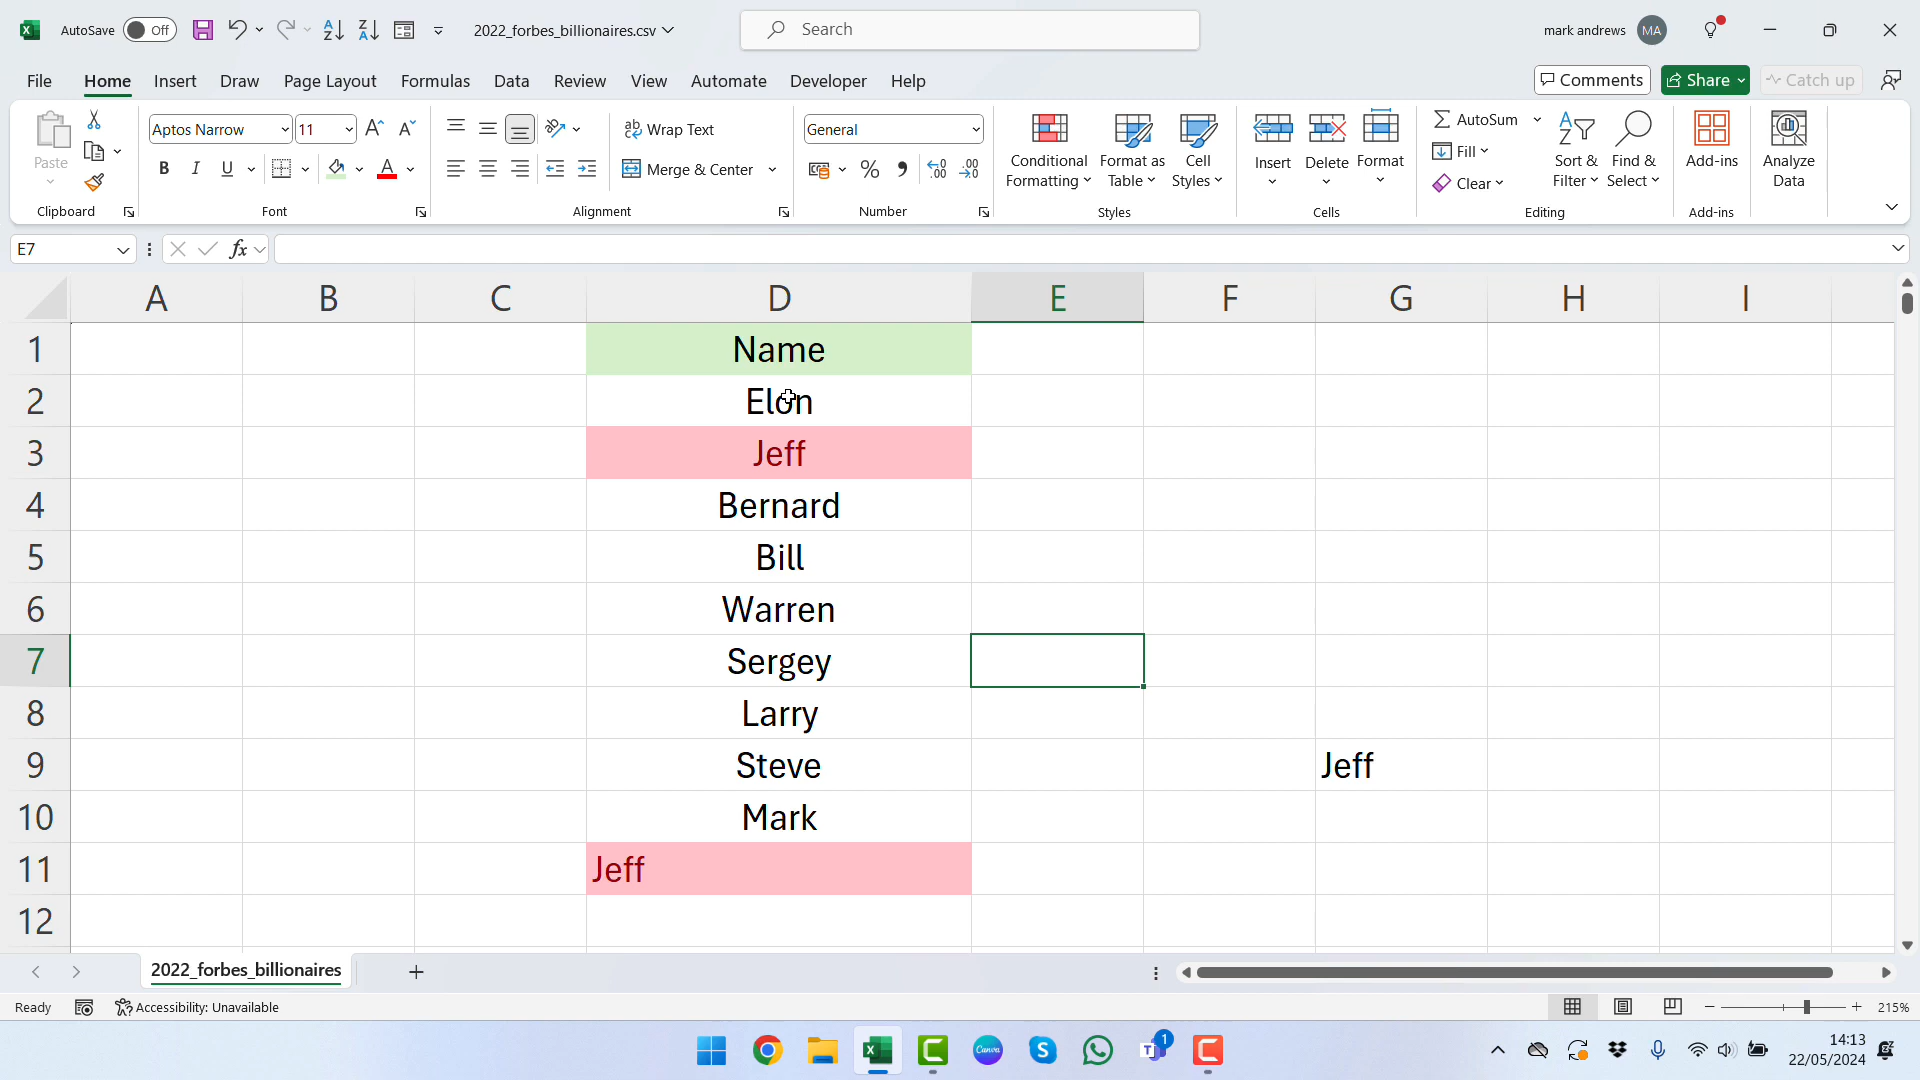 AutoSave Off 2022_forbes_billionaires.csv Search mark andrews MA
File Home Insert Draw Page Layout Formulas Data Review View Automate Developer Help Comments Share Catch up
Paste Aptos Narrow 11 Wrap Text General Conditional Formatting Format as Table Cell Styles Insert Delete Format AutoSum Sort & Filter Find & Select Add-ins Analyze Data
B I U A Merge & Center % Fill
Clear
Clipboard Font Alignment Number Styles Cells Editing Add-ins
E7 fx
A B C D E F G H I
1 Name
2 Elon
3 Jeff
4 Bernard
5 Bill
6 Warren
7 Sergey
8 Larry
9 Steve Jeff
10 Mark
11 Jeff
12
2022_forbes_billionaires
Ready Accessibility: Unavailable 215%
Canva 1 14:13
22/05/2024